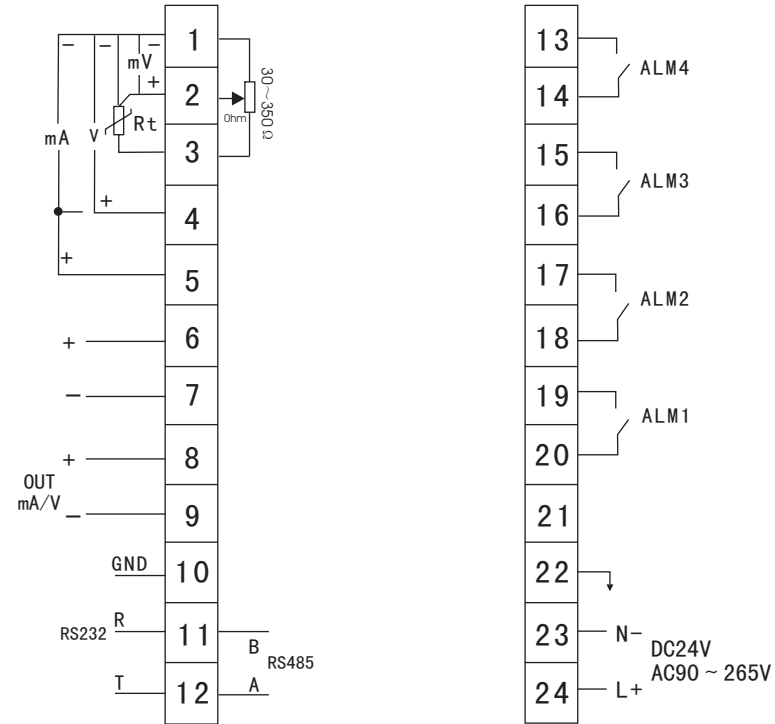 1
2
3
4
5
6
7
8
9
10
11
12
− − −
mV
+
Rt
mA V
+
+
30~350Ω
Ohm
+
−
+
OUT
mA/V −
GND
RS232 R
T
B
RS485
A
13
14
ALM4
15
16
ALM3
17
18
ALM2
19
20
ALM1
21
22
23 N−
24 L+
DC24V
AC90~265V